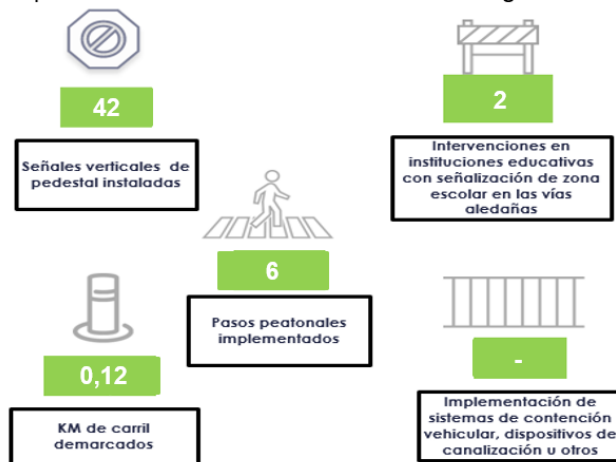 42
Señales verticales de
pedestal instaladas
2
Intervenciones en
instituciones educativas
con señalización de zona
escolar en las vías
aledañas
6
Pasos peatonales
implementados
0,12
KM de carril
demarcados
-
Implementación de
sistemas de contención
vehicular, dispositivos de
canalización u otros